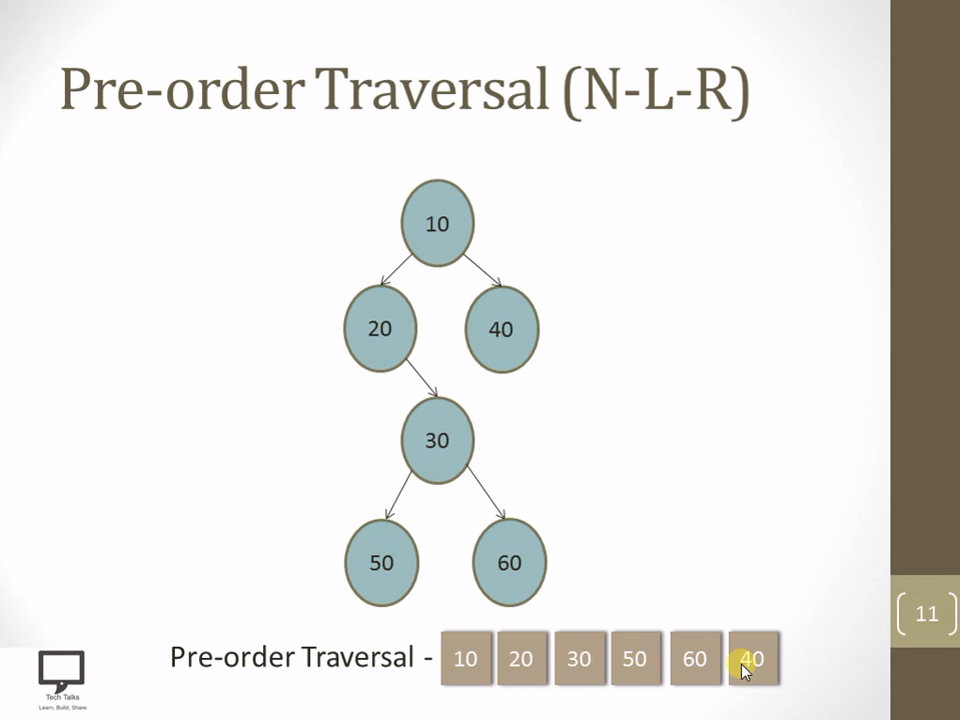 Pre-order Traversal (N-L-R)
10
20 40
30
50 60
11
Pre-order Traversal - 10 20 30 50 60 40
Tech Talks
Learn, Build, Share